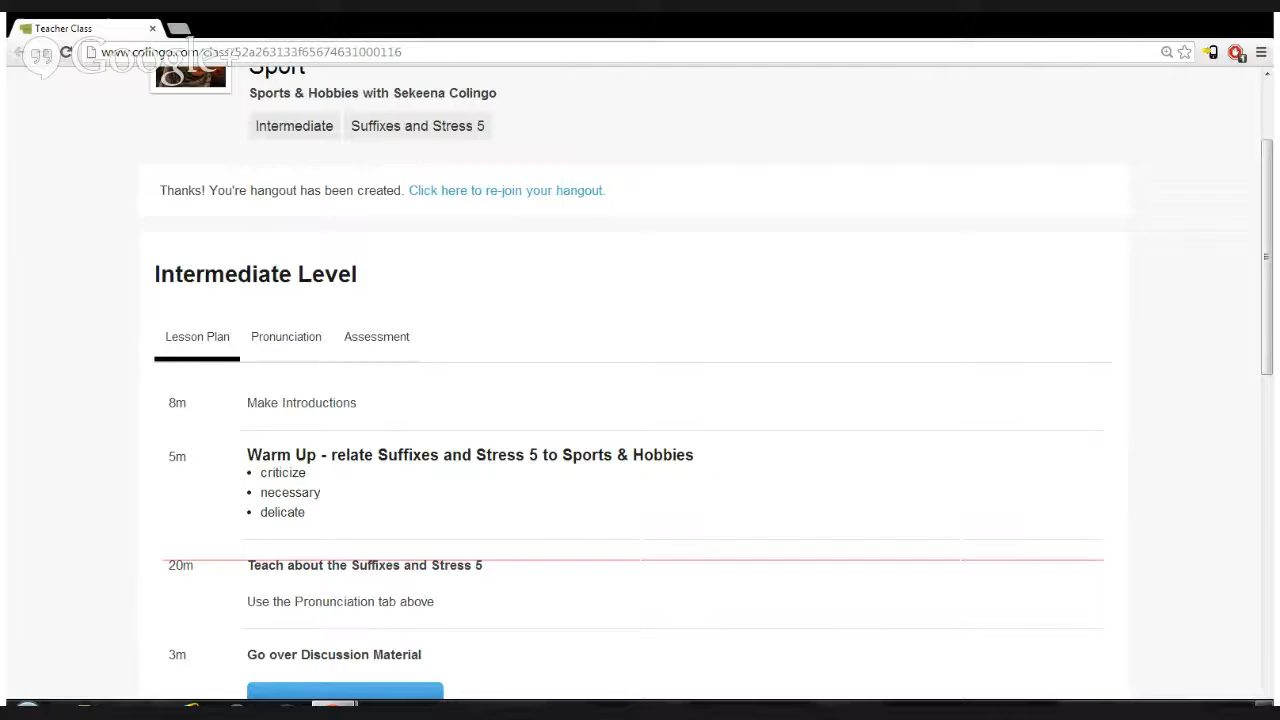 Teacher Class
www.colingo.com/class/52a263133f65674631000116
Google+
Sport
Sports & Hobbies with Sekeena Colingo
Intermediate Suffixes and Stress 5
Thanks! You're hangout has been created. Click here to re-join your hangout.
Intermediate Level
Lesson Plan Pronunciation Assessment
8m Make Introductions
5m Warm Up - relate Suffixes and Stress 5 to Sports & Hobbies
• criticize
• necessary
• delicate
20m Teach about the Suffixes and Stress 5
Use the Pronunciation tab above
3m Go over Discussion Material